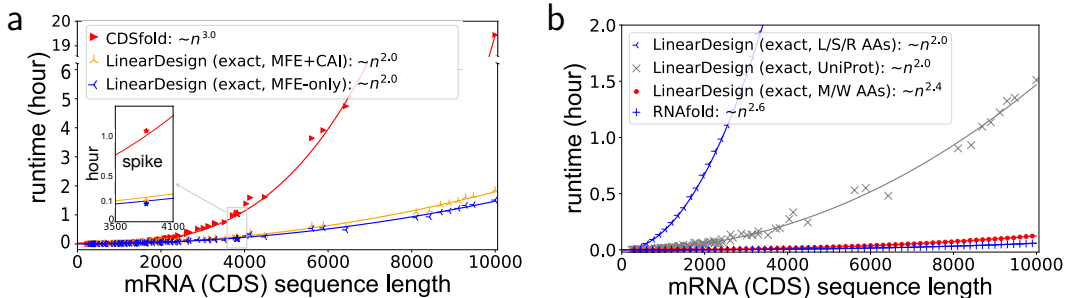 a
20
19
6
5
4
3
2
1
0
runtime (hour)
CDSfold: ~n^3.0
LinearDesign (exact, MFE+CAI): ~n^2.0
LinearDesign (exact, MFE-only): ~n^2.0
1.0
0.5
0.1
0
hour
spike
3500 4100
0 2000 4000 6000 8000 10000
mRNA (CDS) sequence length
b
2.0
1.5
1.0
0.5
0.0
runtime (hour)
LinearDesign (exact, L/S/R AAs): ~n^2.0
LinearDesign (exact, UniProt): ~n^2.0
LinearDesign (exact, M/W AAs): ~n^2.4
RNAfold: ~n^2.6
0 2000 4000 6000 8000 10000
mRNA (CDS) sequence length